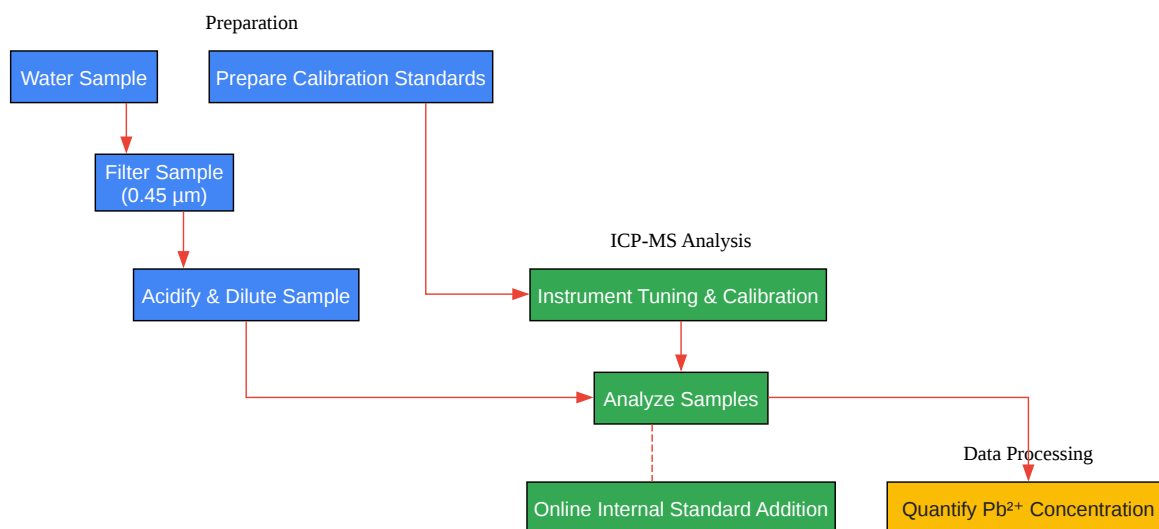 Preparation
Water Sample
Prepare Calibration Standards
Filter Sample
(0.45 µm)
ICP-MS Analysis
Acidify & Dilute Sample
Instrument Tuning & Calibration
Analyze Samples
Data Processing
Online Internal Standard Addition
Quantify Pb²⁺ Concentration